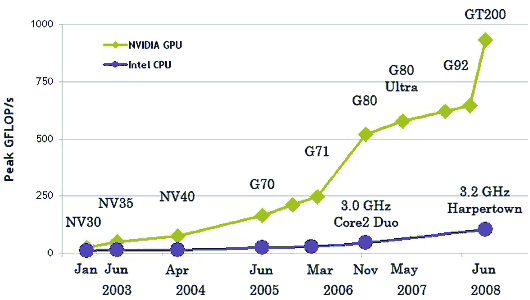 GT200
1000
NVIDIA GPU
Intel CPU
G80
Ultra
G92
750
G80
Peak GFLOP/s
500
G71
G70
NV40
NV35
NV30
250
3.0 GHz
Core2 Duo
3.2 GHz
Harpertown
0
Jan Jun Apr Jun Mar Nov May Jun
2003 2004 2005 2006 2007 2008